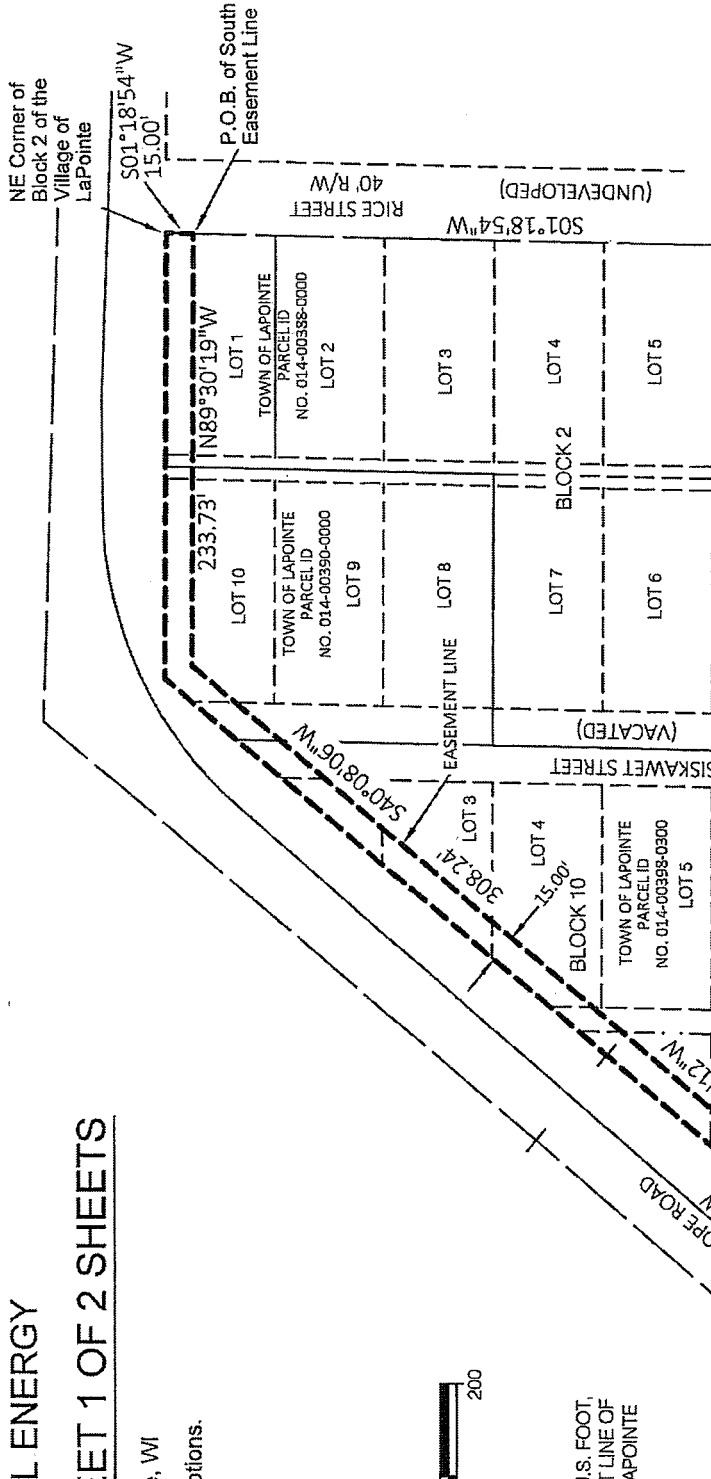 L ENERGY
EET 1 OF 2 SHEETS
, WI
ptions.
200
U.S. FOOT,
T LINE OF
APOINTE
NE Corner of
Block 2 of the
Village of
LaPointe
S01°18'54"W
15.00'
P.O.B. of South
Easement Line
RICE STREET
40' R/W
(UNDEVELOPED)
S01°18'54"W
N89°30'19"W
233.73'
LOT 1
TOWN OF LAPOINTE
PARCEL ID
NO. 014-00388-0000
LOT 2
LOT 3
LOT 4
LOT 5
BLOCK 2
LOT 10
TOWN OF LAPOINTE
PARCEL ID
NO. 014-00390-0000
LOT 9
LOT 8
LOT 7
LOT 6
EASEMENT LINE
(VACATED)
SISKAWET STREET
S40°08'06"W
308.24'
15.00'
LOT 3
LOT 4
BLOCK 10
TOWN OF LAPOINTE
PARCEL ID
NO. 014-00398-0300
LOT 5
'12"W
OPE ROAD
W